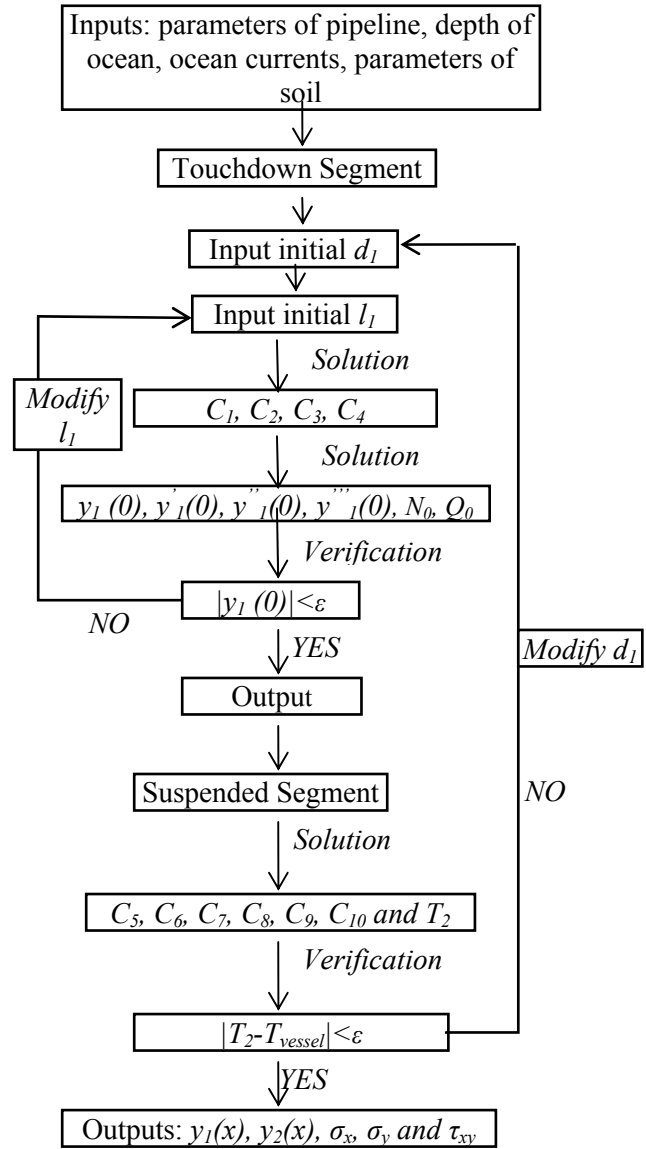 Inputs: parameters of pipeline, depth of
ocean, ocean currents, parameters of
soil
Touchdown Segment
Input initial d₁
Input initial l₁
Solution
Modify
l₁
C₁, C₂, C₃, C₄
Solution
y₁ (0), y'₁(0), y''₁(0), y'''₁(0), N₀, Q₀
Verification
|y₁ (0)|<ε
NO
YES
Modify d₁
Output
Suspended Segment
NO
Solution
C₅, C₆, C₇, C₈, C₉, C₁₀ and T₂
Verification
|T₂-Tvessel|<ε
YES
Outputs: y₁(x), y₂(x), σₓ, σy and τxy